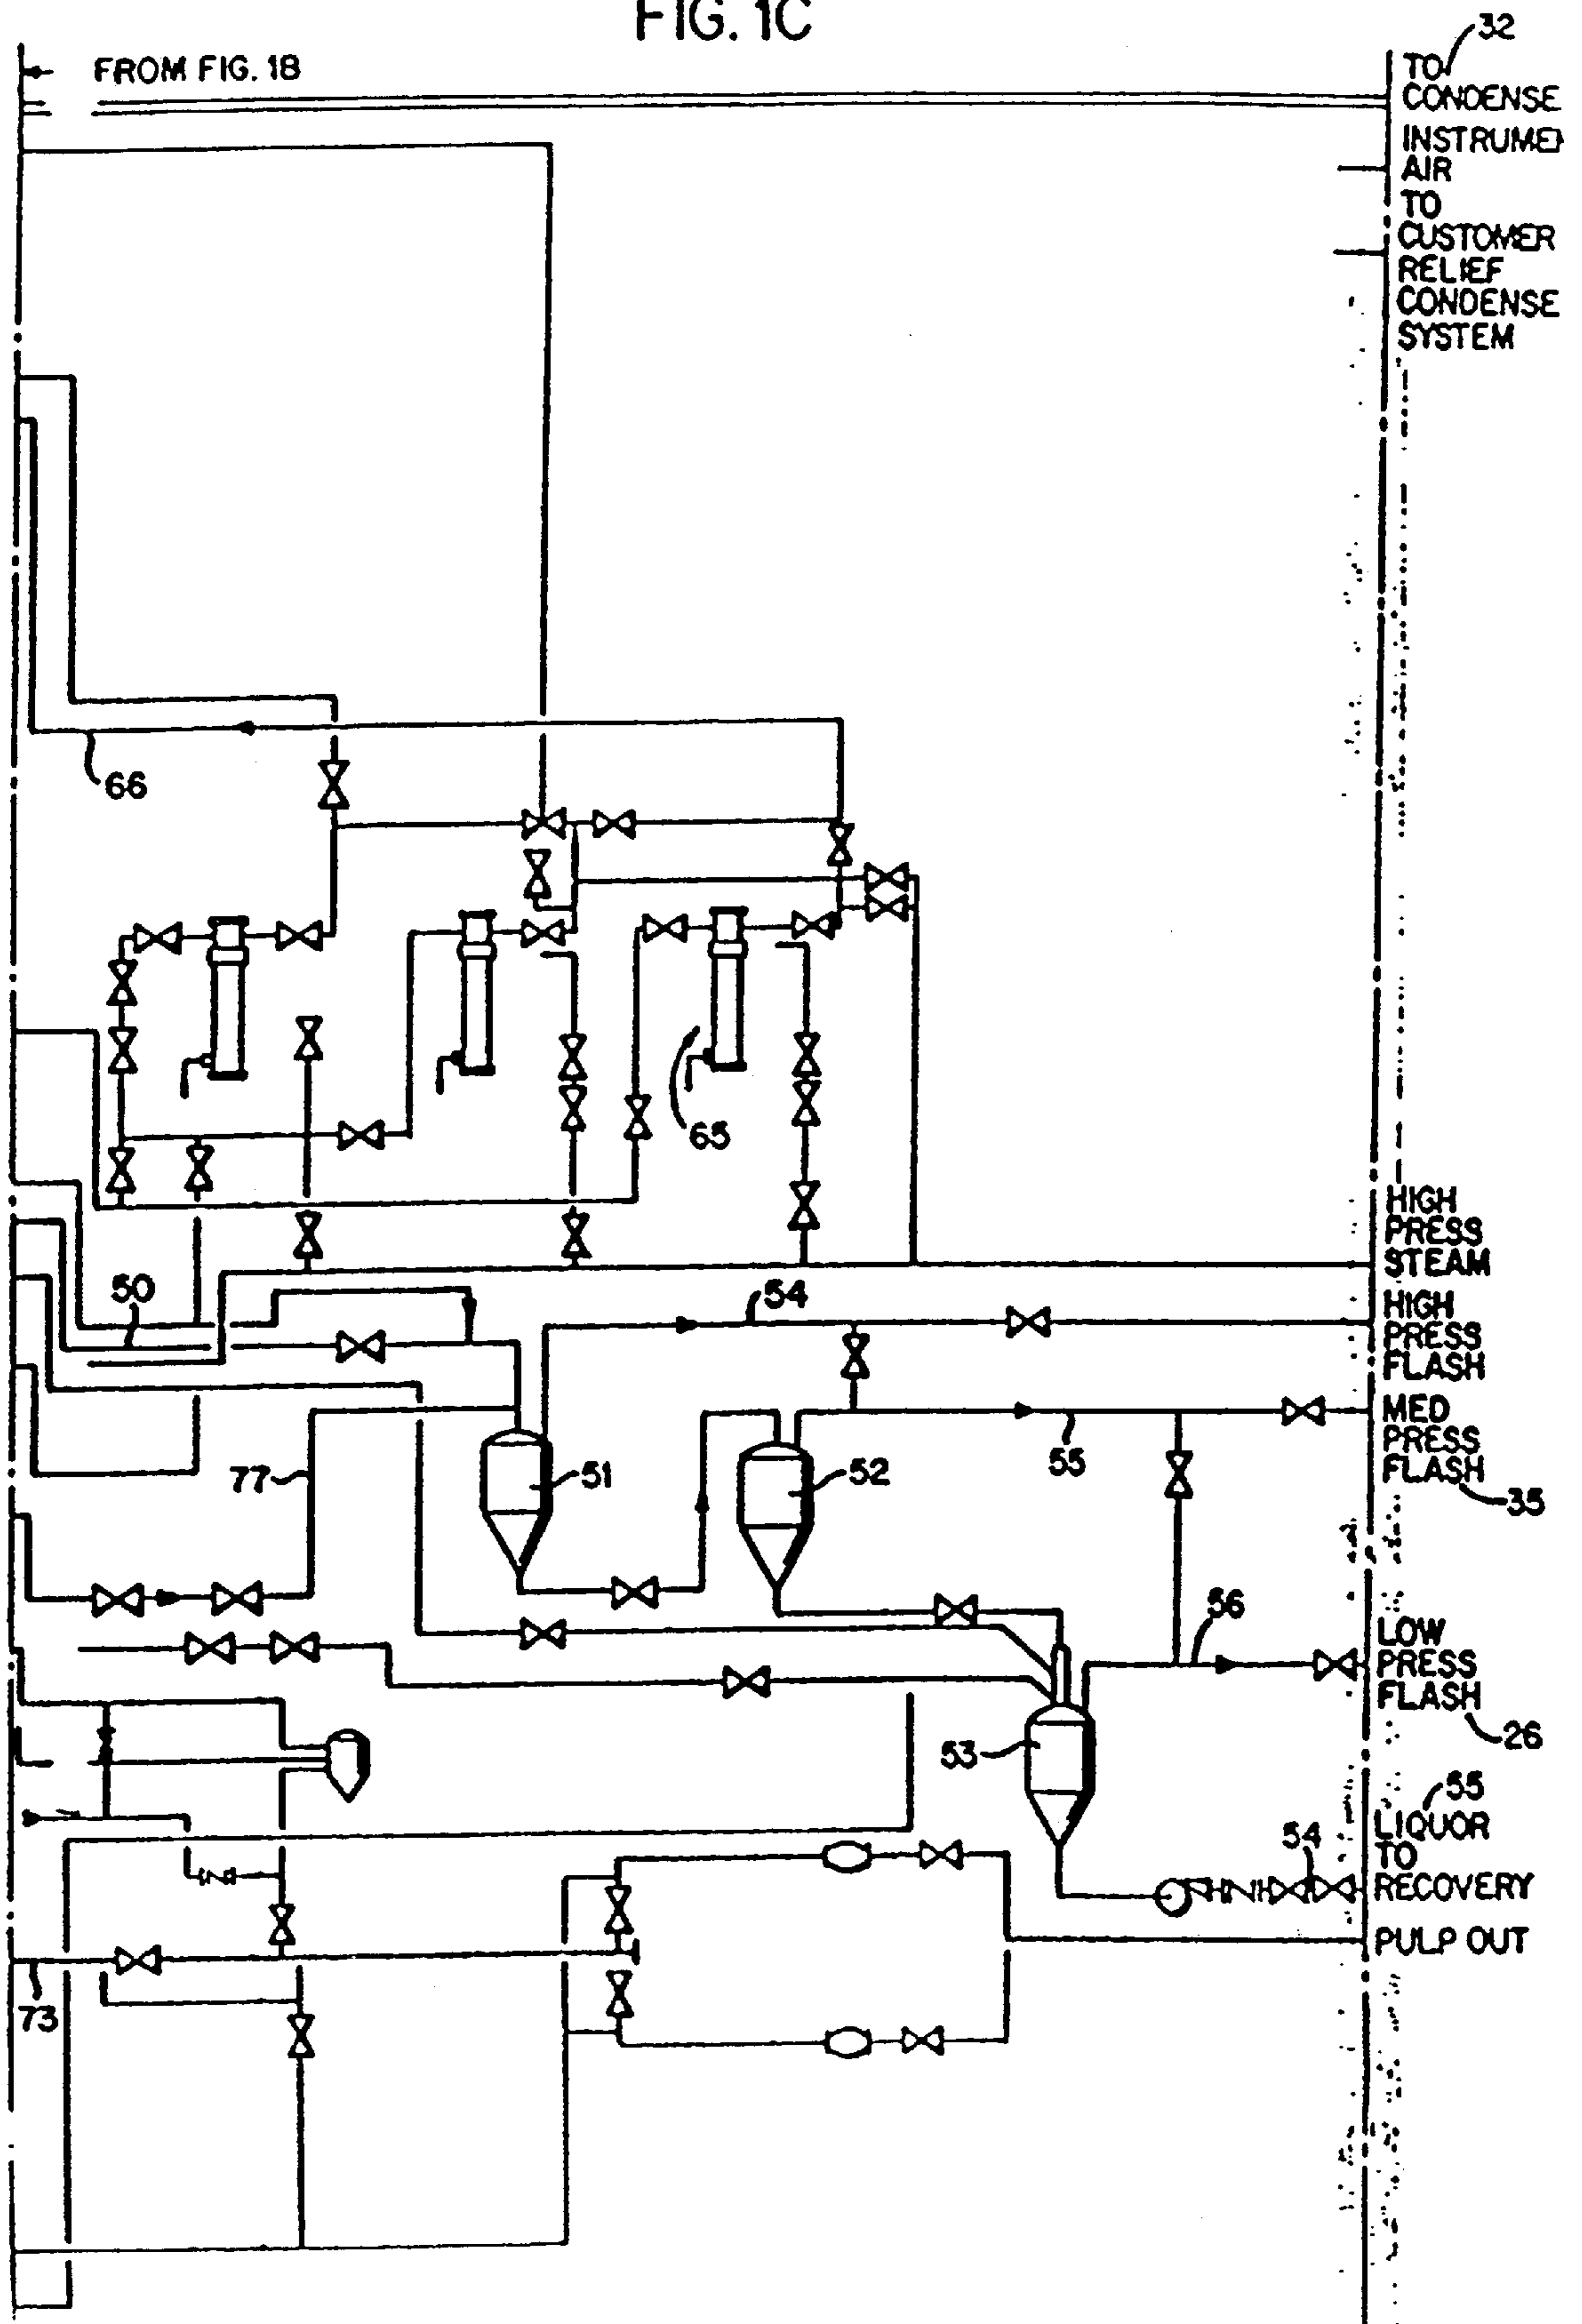 FIG. 1C
32
FROM FIG. 1B
TO
CONDENSE
INSTRUME
AIR
TO
CUSTOMER
RELIEF
CONDENSE
SYSTEM
66
65
HIGH
PRESS
STEAM
50
54
HIGH
PRESS
FLASH
MED
PRESS
FLASH
55
77
51
52
35
56
LOW
PRESS
FLASH
53
26
55
LIQUOR
54
TO
RECOVERY
PULP OUT
73